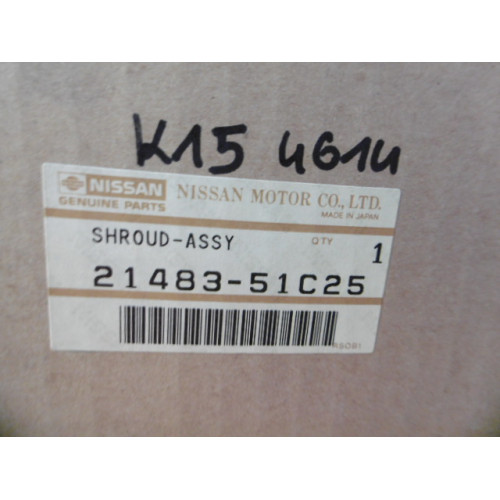 K15 4614
NISSAN NISSAN MOTOR CO., LTD.
GENUINE PARTS MADE IN JAPAN
SHROUD-ASSY QTY 1
21483-51C25